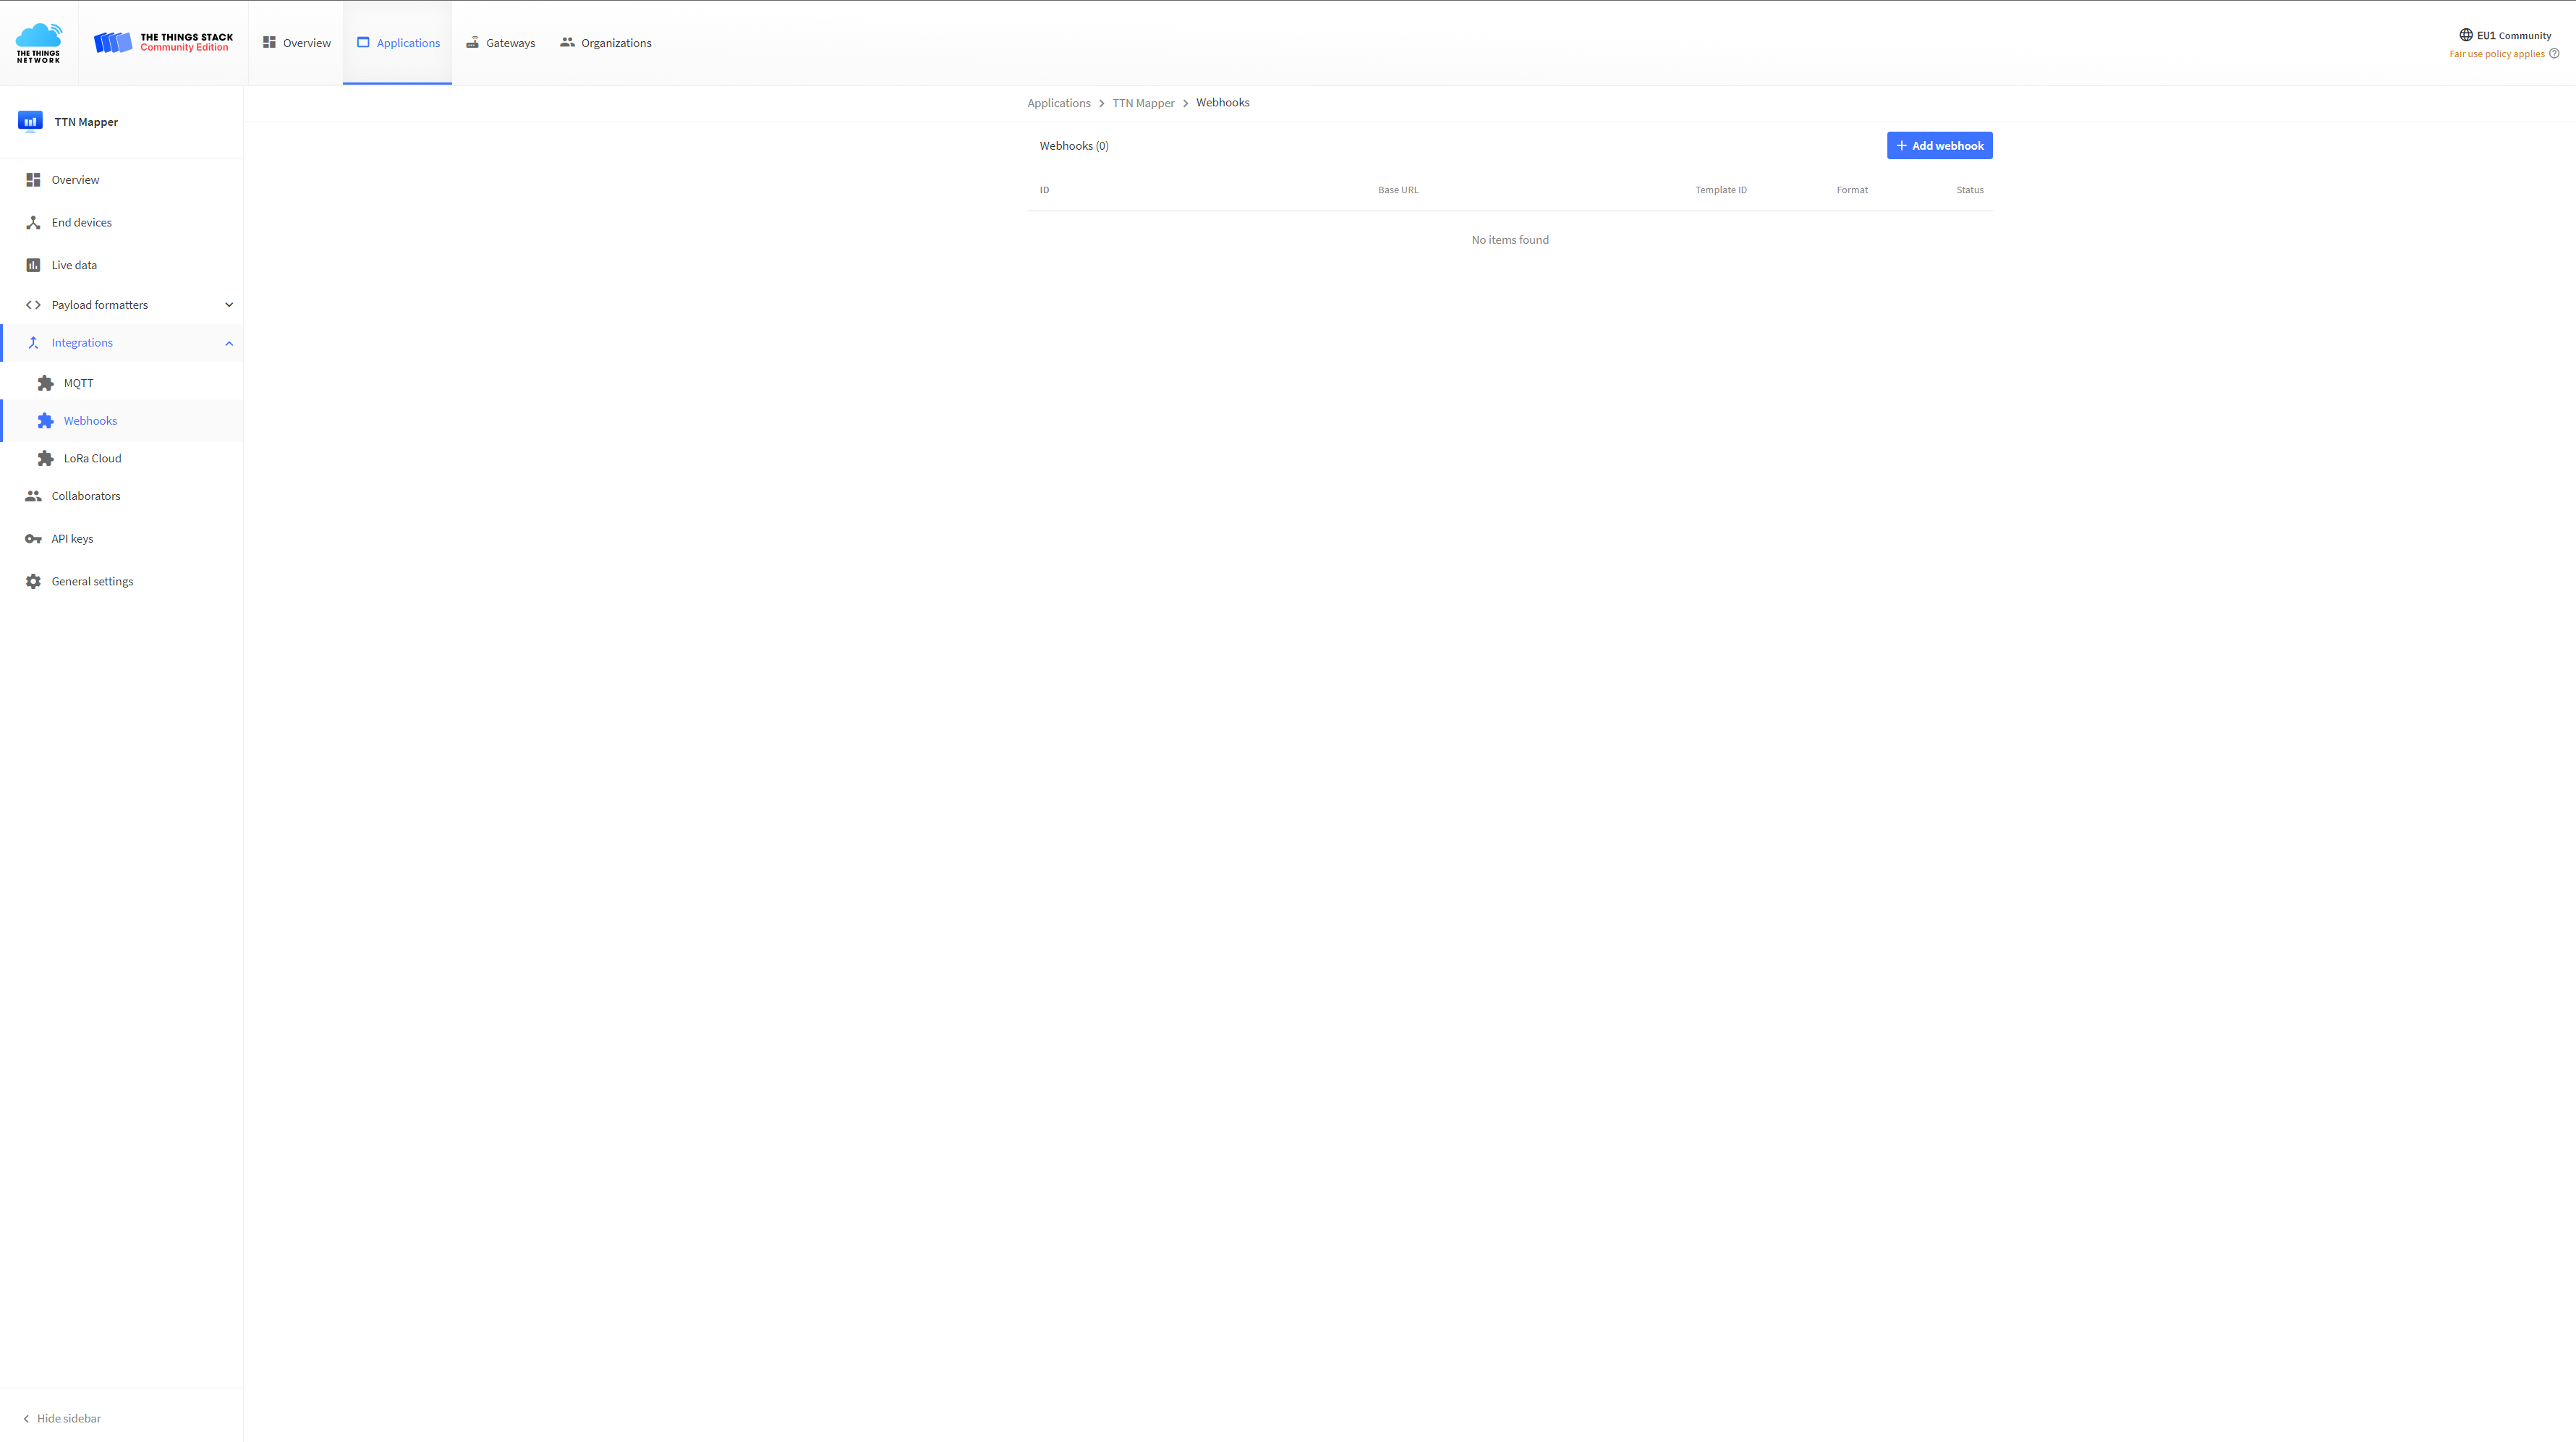 THE THINGS
NETWORK
THE THINGS STACK
Community Edition
Overview
Applications
Gateways
Organizations
EU1 Community
Fair use policy applies
TTN Mapper
Overview
End devices
Live data
Payload formatters
Integrations
MQTT
Webhooks
LoRa Cloud
Collaborators
API keys
General settings
Hide sidebar
Applications > TTN Mapper > Webhooks
Webhooks (0)
+ Add webhook
ID Base URL Template ID Format Status
No items found